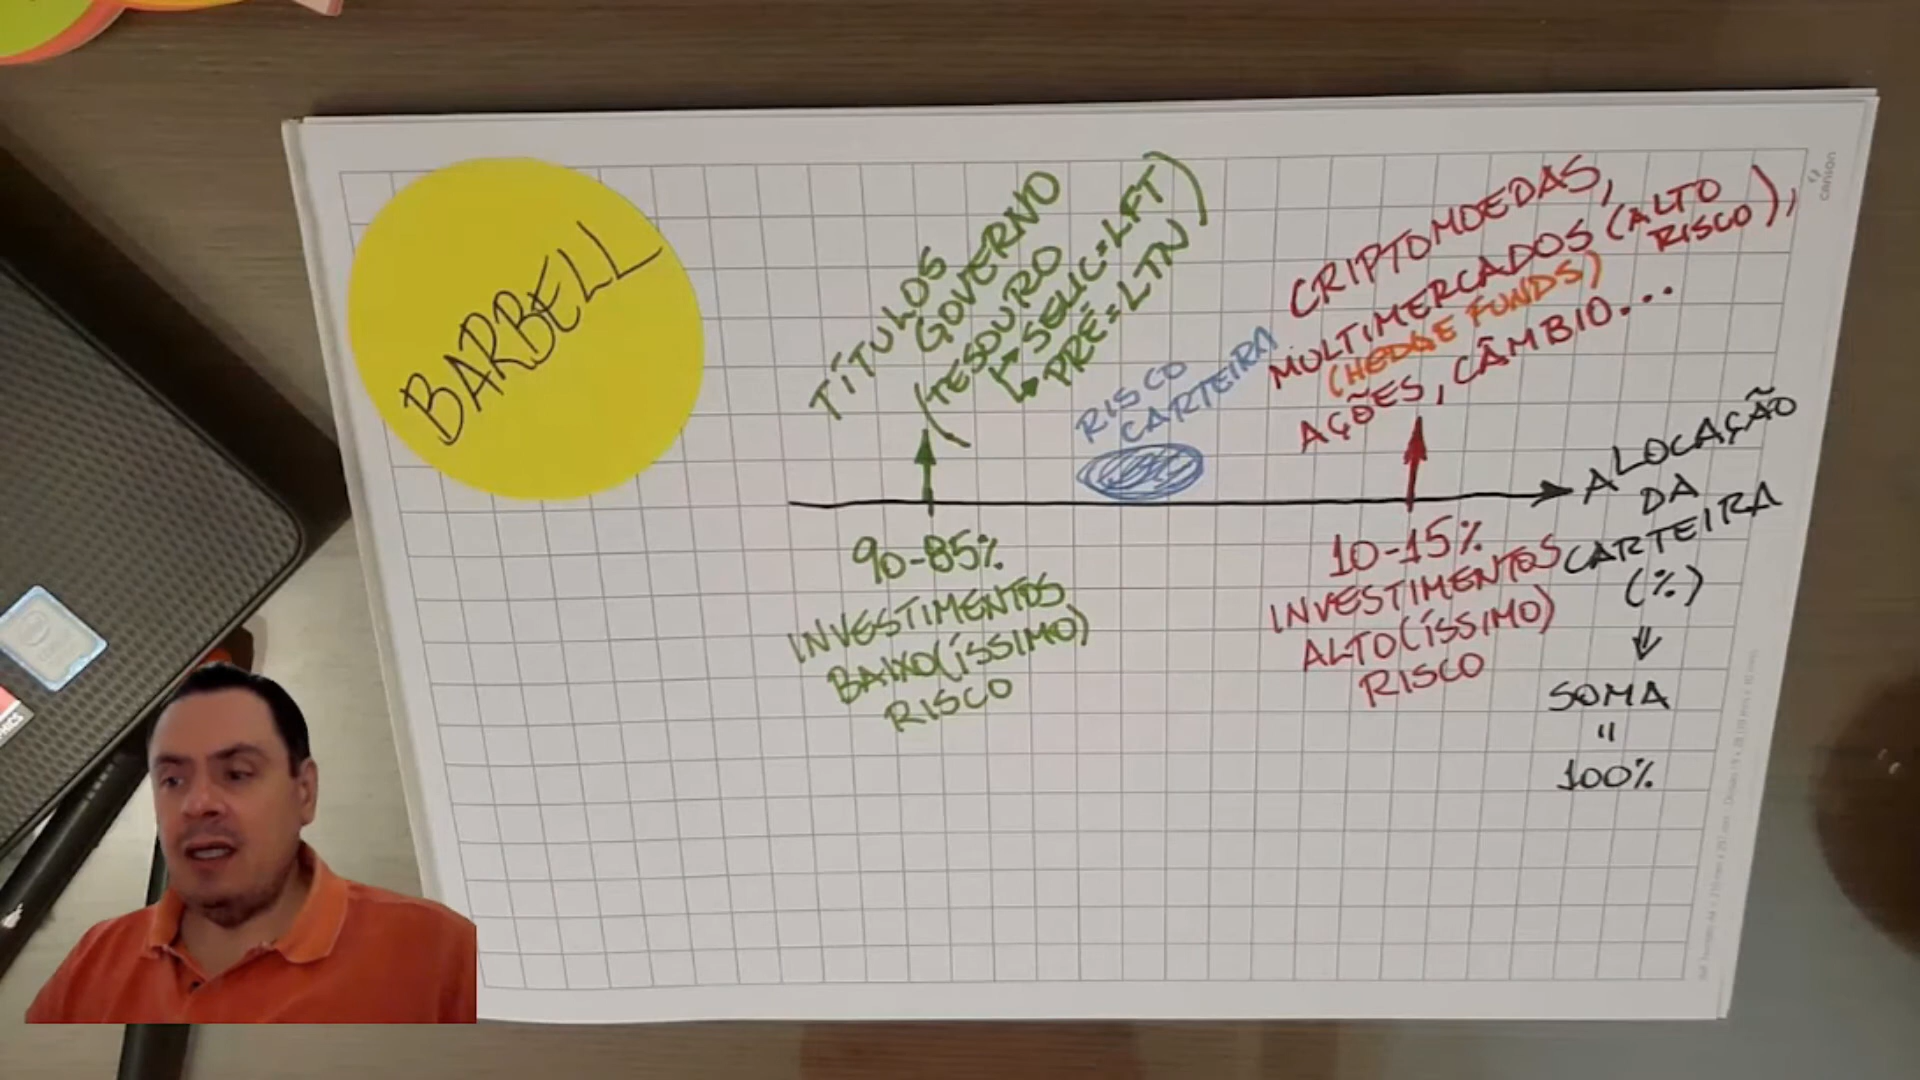 BARBELL
TÍTULOS
GOVERNO
(TESOURO
↳ SELIC = LFT
↳ PRÉ = LTN)
RISCO
CARTEIRA
CRIPTOMOEDAS,
MULTIMERCADOS (ALTO
RISCO),
(HEDGE FUNDS)
AÇÕES, CÂMBIO...
90-85%
INVESTIMENTOS
BAIXO(ÍSSIMO)
RISCO
10-15%
INVESTIMENTOS
ALTO(ÍSSIMO)
RISCO
ALOCAÇÃO
DA
CARTEIRA
(%)
⇓
SOMA
=
100%
canson